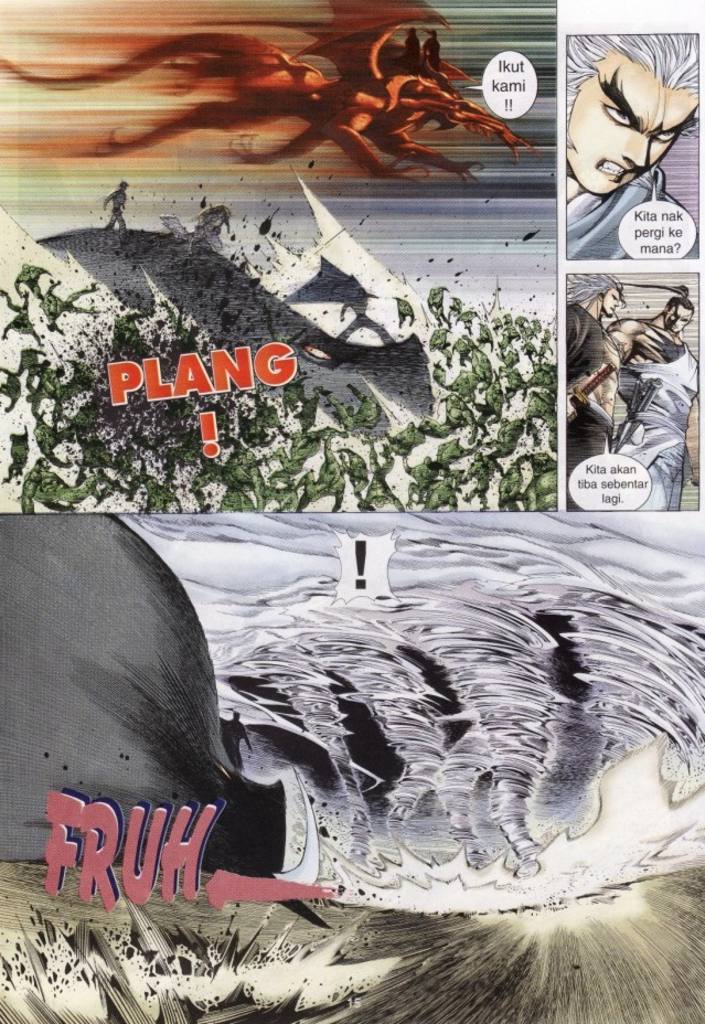 Ikut
kami
!!
PLANG
!
Kita nak
pergi ke
mana?
Kita akan
tiba sebentar
lagi.
!
FRUH
15